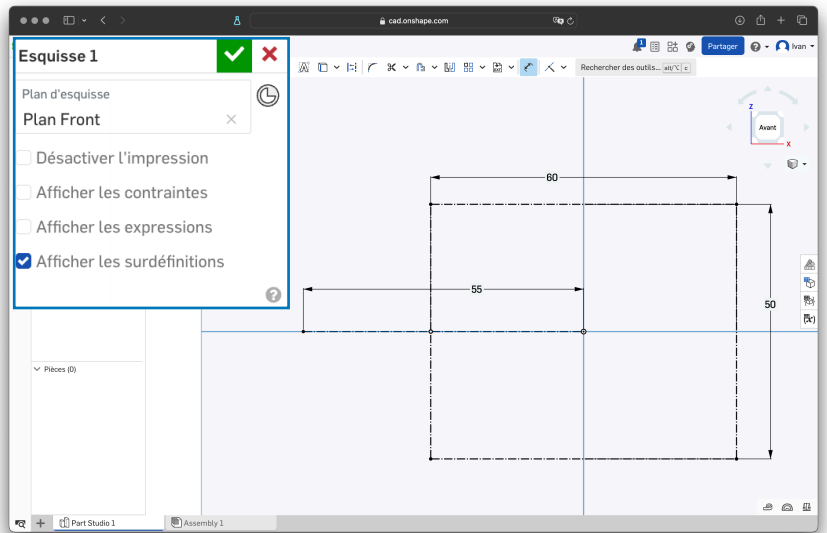 cad.onshape.com
Esquisse 1
Plan d'esquisse
Plan Front
Désactiver l'impression
Afficher les contraintes
Afficher les expressions
Afficher les surdéfinitions
Partager
Ivan
Rechercher des outils... alt/⌥ c
Z
Avant
X
60
55
50
(x)
Pièces (0)
Part Studio 1
Assembly 1